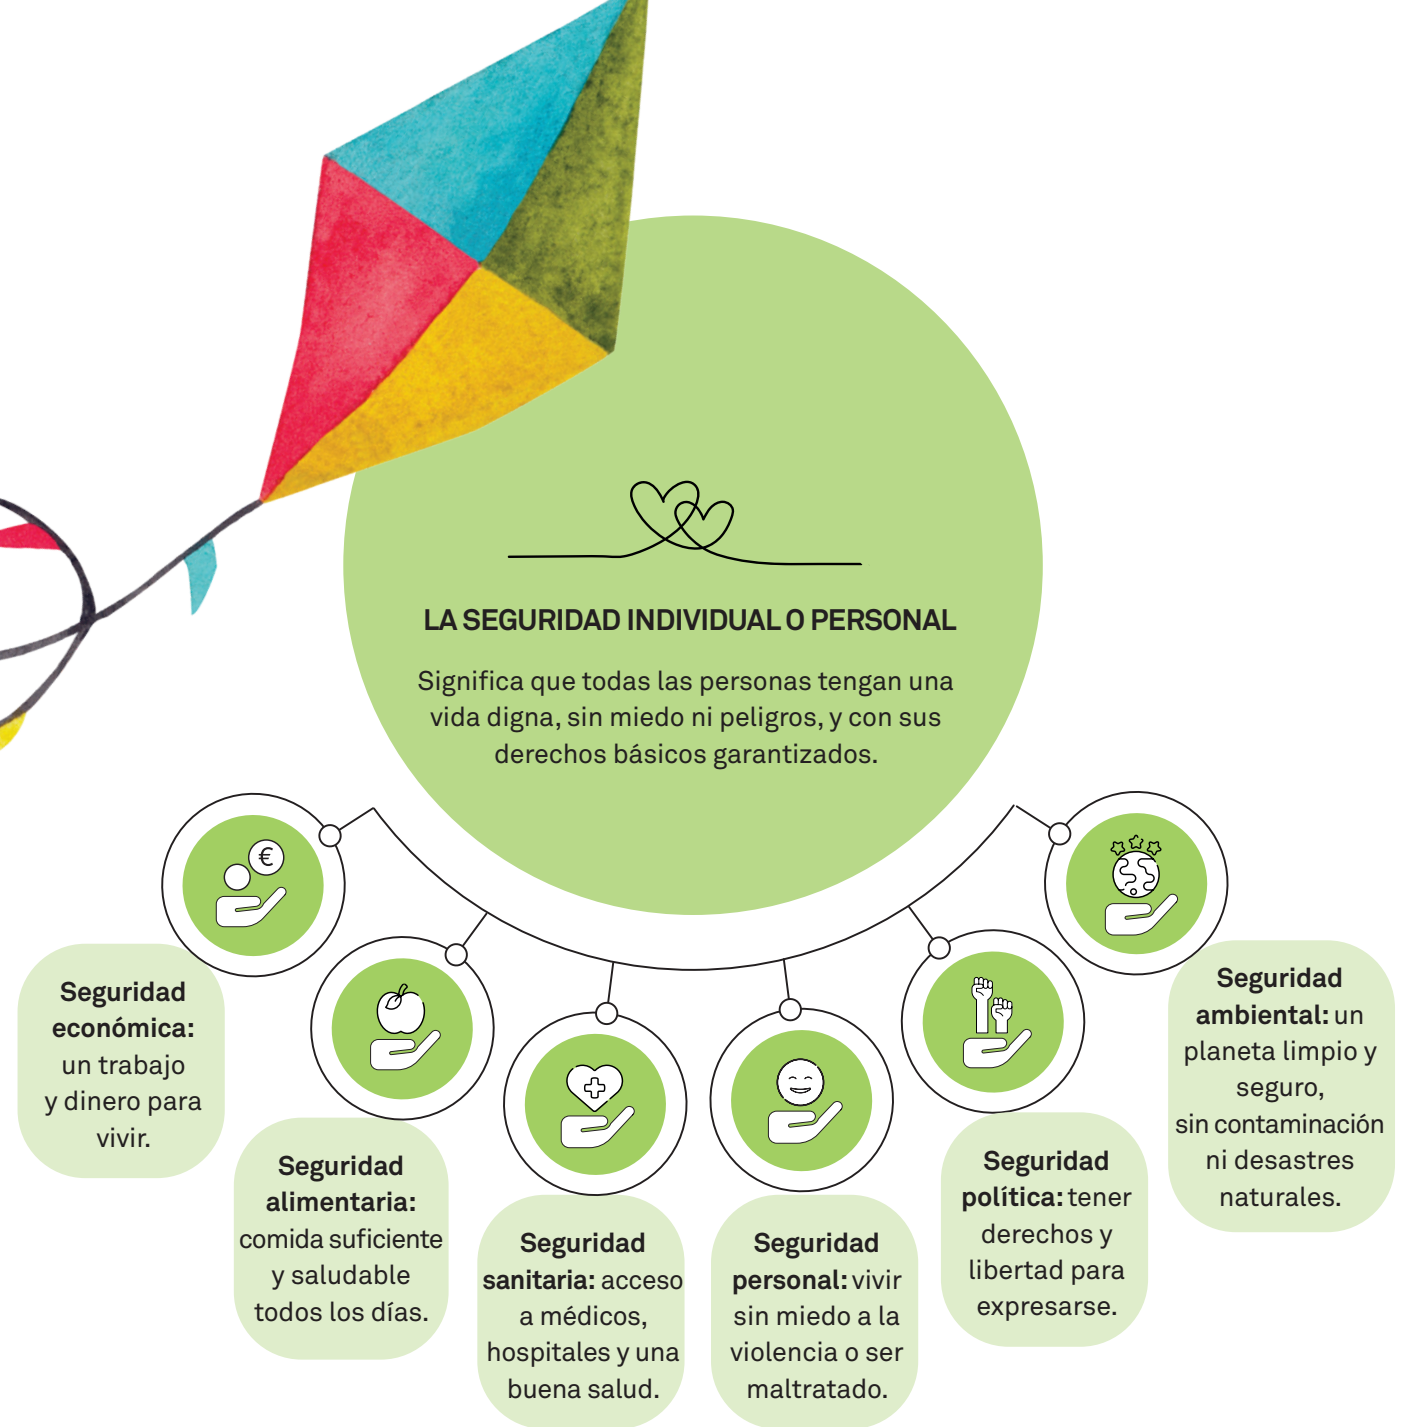 LA SEGURIDAD INDIVIDUAL O PERSONAL
Significa que todas las personas tengan una
vida digna, sin miedo ni peligros, y con sus
derechos básicos garantizados.
€
Seguridad
económica:
un trabajo
y dinero para
vivir.
Seguridad
alimentaria:
comida suficiente
y saludable
todos los días.
Seguridad
sanitaria: acceso
a médicos,
hospitales y una
buena salud.
Seguridad
personal: vivir
sin miedo a la
violencia o ser
maltratado.
Seguridad
política: tener
derechos y
libertad para
expresarse.
Seguridad
ambiental: un
planeta limpio y
seguro,
sin contaminación
ni desastres
naturales.